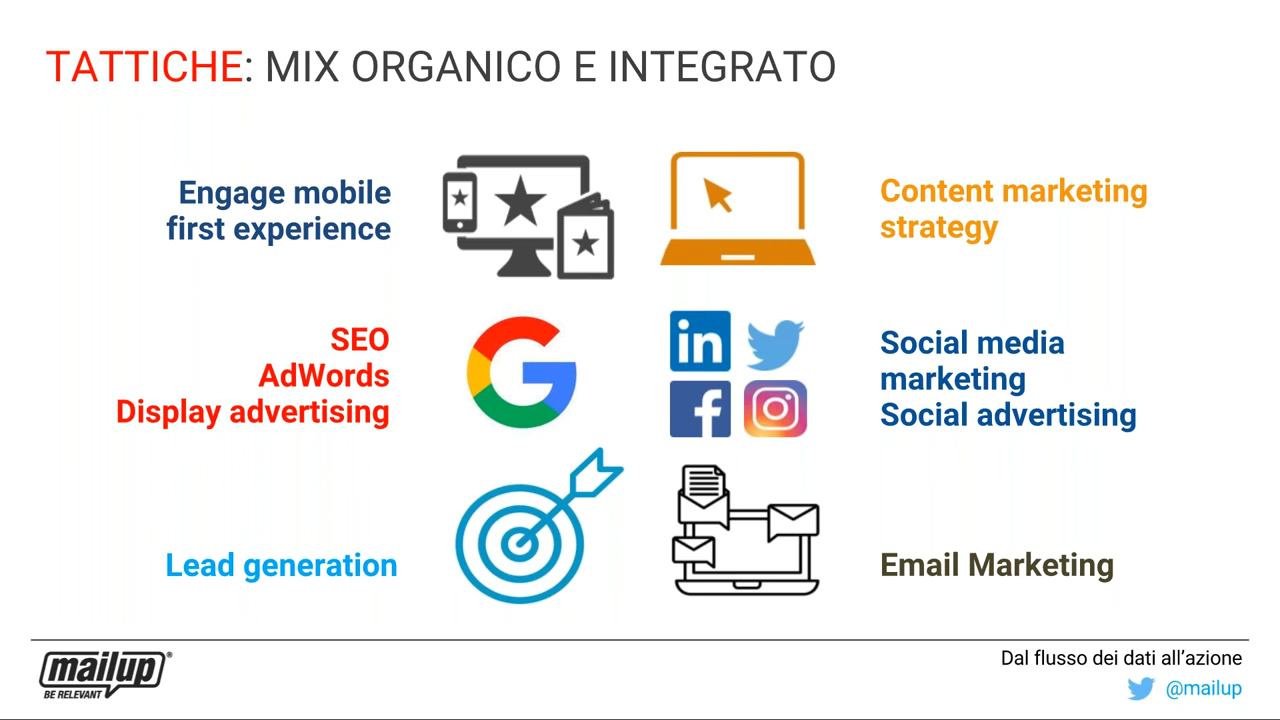 TATTICHE: MIX ORGANICO E INTEGRATO
Engage mobile
first experience
Content marketing
strategy
SEO
AdWords
Display advertising
in
f
Social media
marketing
Social advertising
Lead generation
Email Marketing
mailup®
BE RELEVANT
Dal flusso dei dati all’azione
@mailup